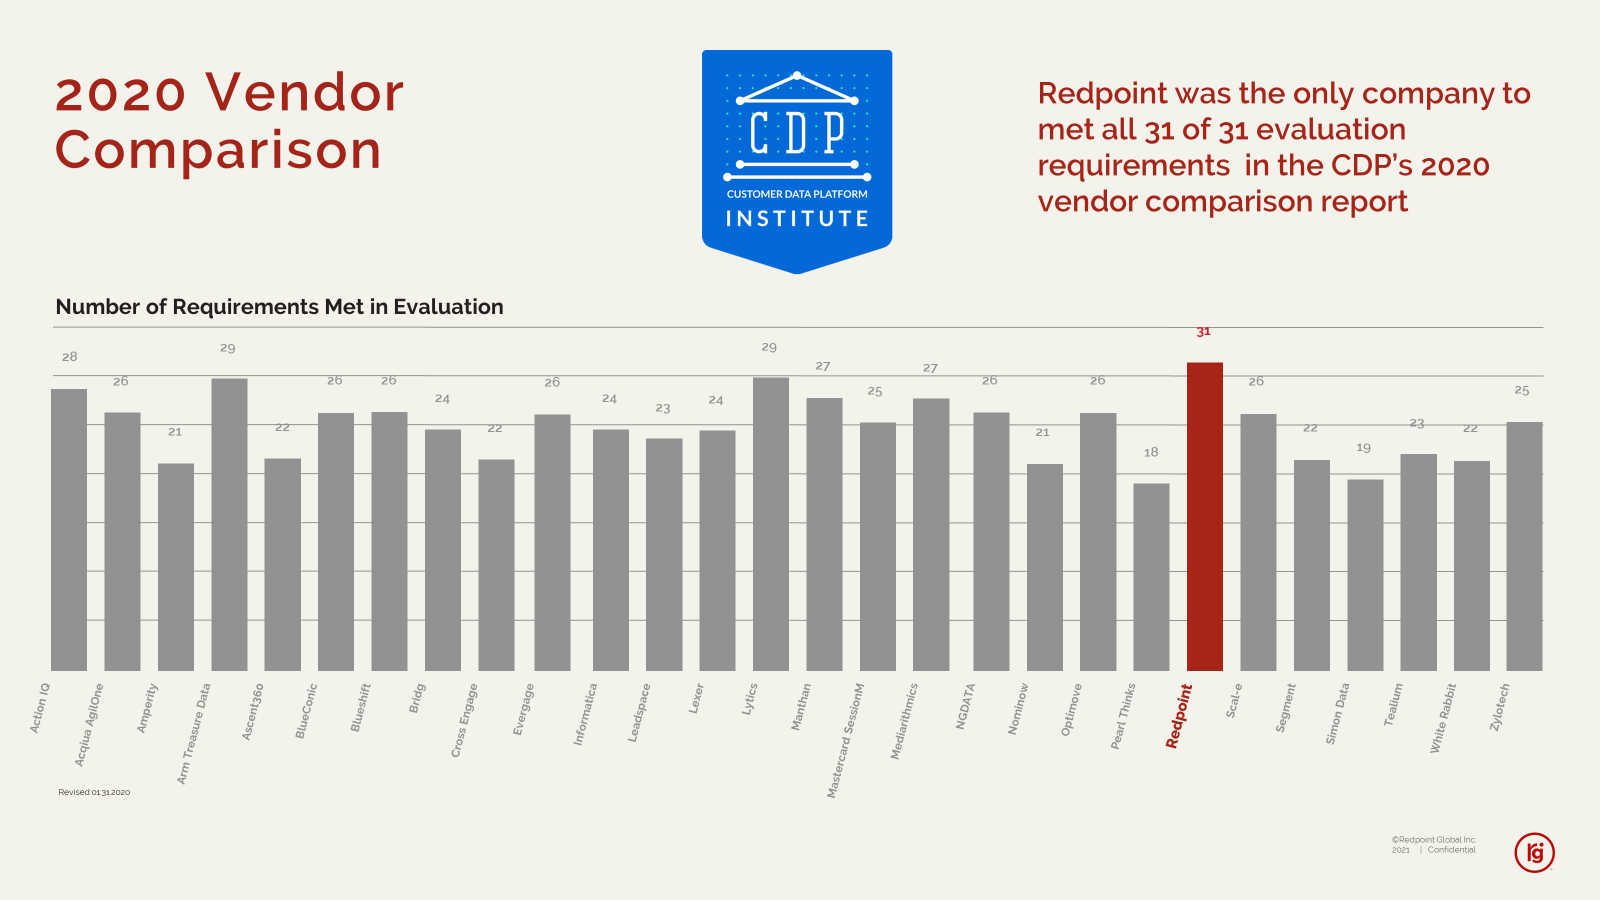 2020 Vendor
Comparison
CDP
CUSTOMER DATA PLATFORM
INSTITUTE
Redpoint was the only company to
met all 31 of 31 evaluation
requirements  in the CDP's 2020
vendor comparison report
Number of Requirements Met in Evaluation
28 26 21 29 22 26 26 24 22 26 24 23 24 29 27 25 27 26 21 26 18 31 26 22 19 23 22 25
Action IQ
Acqiua AgilOne
Amperity
Arm Treasure Data
Ascent360
BlueConic
Blueshift
Bridg
Cross Engage
Evergage
Informatica
Leadspace
Lexer
Lytics
Manthan
Mastercard SessionM
Mediarithmics
NGDATA
Nominow
Optimove
Pearl Thinks
Redpoint
Scal-e
Segment
Simon Data
Tealium
White Rabbit
Zylotech
Revised 01.31.2020
©Redpoint Global Inc.
2021 | Confidential
rg